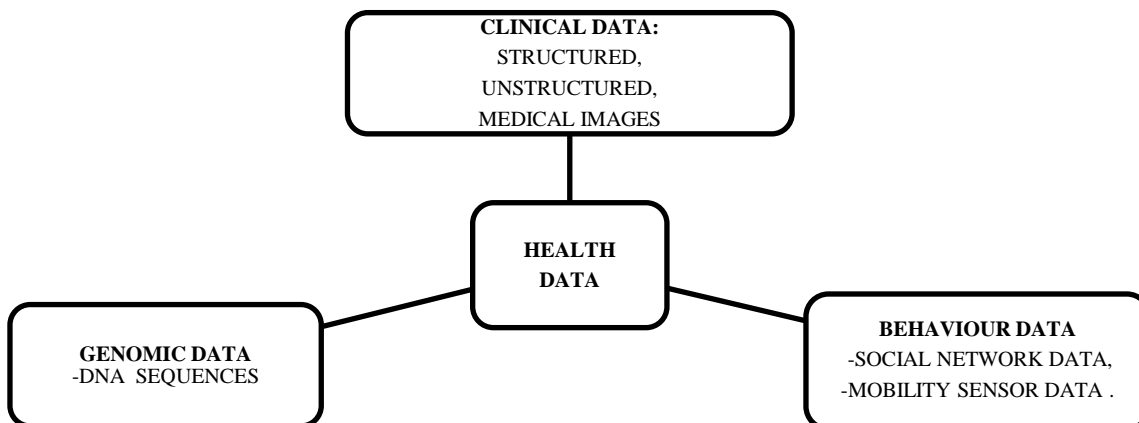 CLINICAL DATA:
STRUCTURED,
UNSTRUCTURED,
MEDICAL IMAGES
HEALTH
DATA
GENOMIC DATA
-DNA SEQUENCES
BEHAVIOUR DATA
-SOCIAL NETWORK DATA,
-MOBILITY SENSOR DATA .